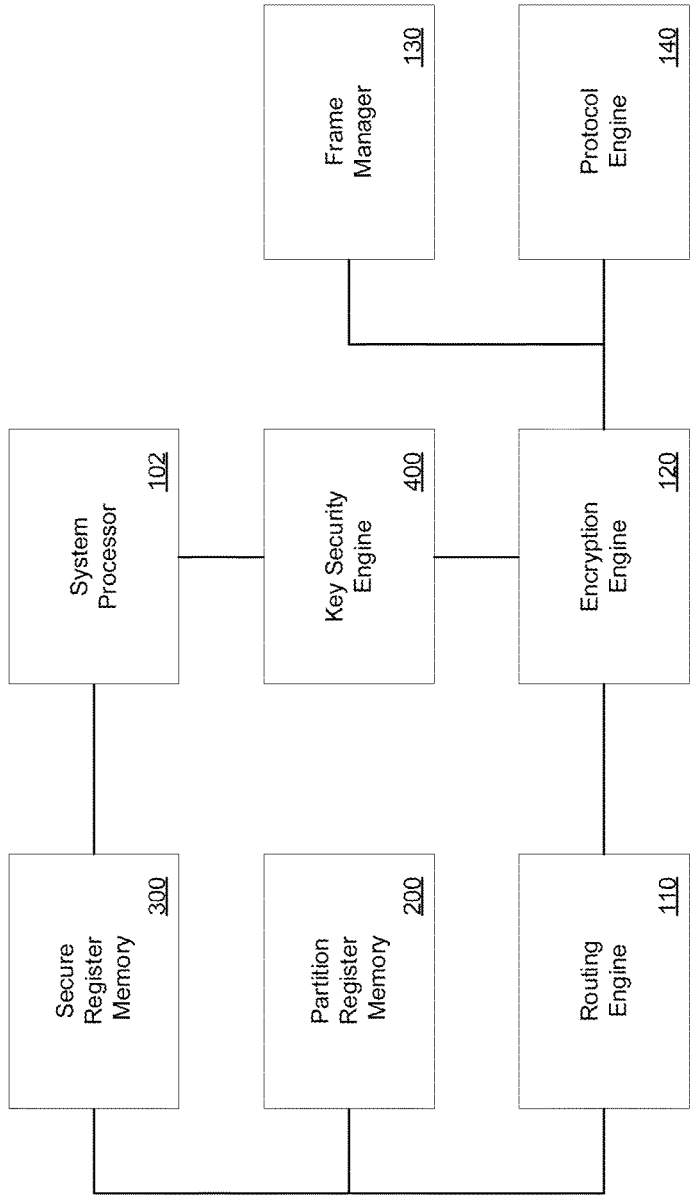 Secure
Register
Memory
300
System
Processor
102
Partition
Register
Memory
200
Key Security
Engine
400
Frame
Manager
130
Routing
Engine
110
Encryption
Engine
120
Protocol
Engine
140